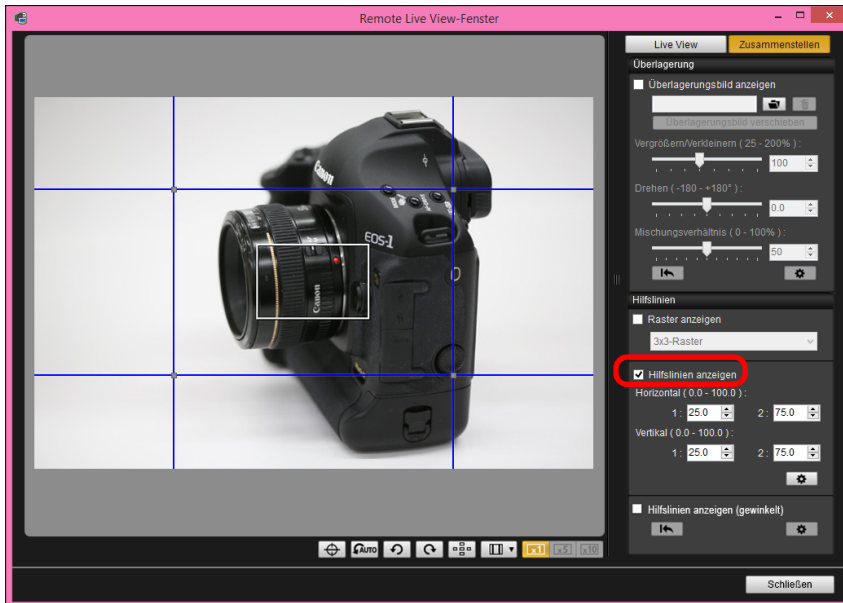 Remote Live View-Fenster
Live View Zusammenstellen
Überlagerung
Überlagerungsbild anzeigen
Überlagerungsbild verschieben
Vergrößern/Verkleinern ( 25 - 200% ) :
100
Drehen ( -180 - +180° ) :
0.0
Mischungsverhältnis ( 0 - 100% ) :
50
Hilfslinien
Raster anzeigen
3x3-Raster
Hilfslinien anzeigen
Horizontal ( 0.0 - 100.0 ) :
1 : 25.0 2 : 75.0
Vertikal ( 0.0 - 100.0 ) :
1 : 25.0 2 : 75.0
Hilfslinien anzeigen (gewinkelt)
Canon
EOS-1
Canon
AUTO x1 x5 x10
Schließen